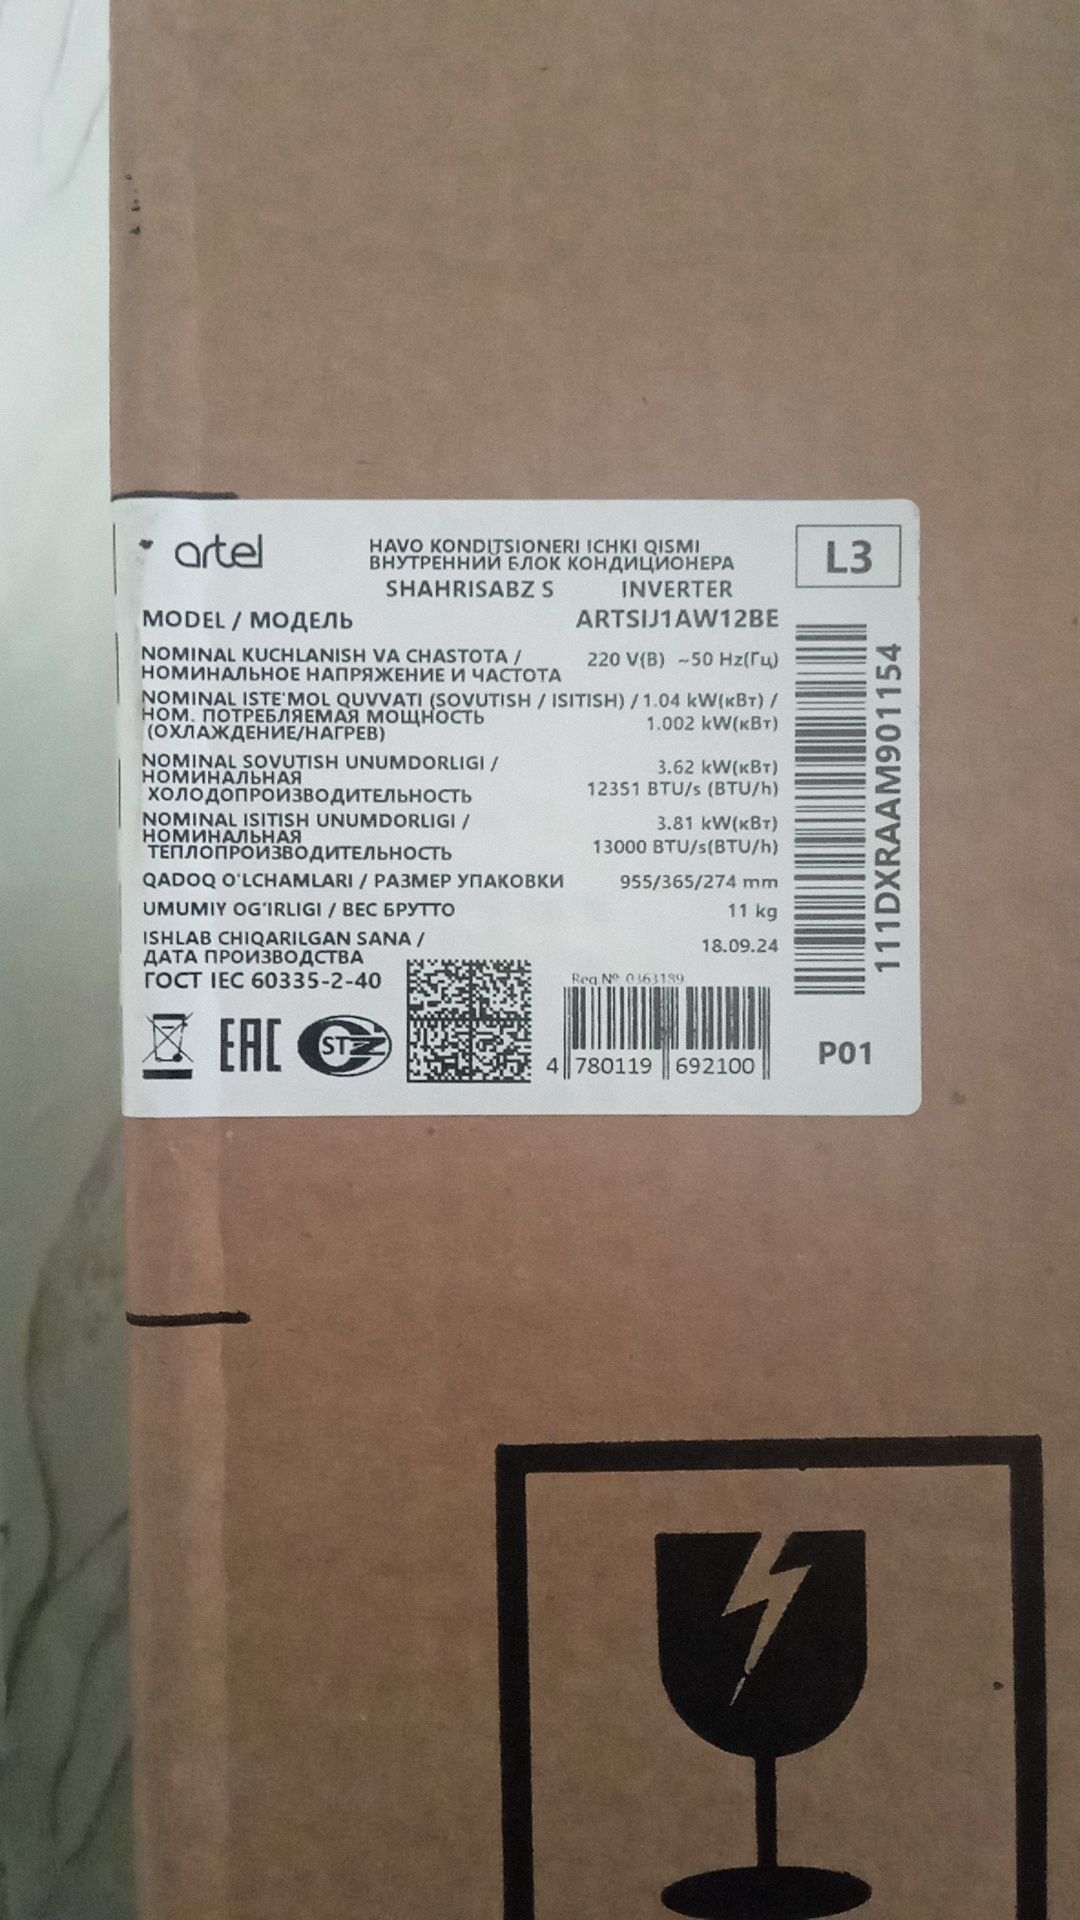 artel
HAVO KONDITSIONERI ICHKI QISMI
ВНУТРЕННИЙ БЛОК КОНДИЦИОНЕРА
SHAHRISABZ S INVERTER
L3
MODEL / МОДЕЛЬ ARTSIJ1AW12BE
NOMINAL KUCHLANISH VA CHASTOTA / 220 V(В) ~50 Hz(Гц)
НОМИНАЛЬНОЕ НАПРЯЖЕНИЕ И ЧАСТОТА
NOMINAL ISTE'MOL QUVVATI (SOVUTISH / ISITISH) / 1.04 kW(кВт) /
НОМ. ПОТРЕБЛЯЕМАЯ МОЩНОСТЬ 1.002 kW(кВт)
(ОХЛАЖДЕНИЕ/НАГРЕВ)
NOMINAL SOVUTISH UNUMDORLIGI / 3.62 kW(кВт)
НОМИНАЛЬНАЯ
ХОЛОДОПРОИЗВОДИТЕЛЬНОСТЬ 12351 BTU/s (BTU/h)
NOMINAL ISITISH UNUMDORLIGI / 3.81 kW(кВт)
НОМИНАЛЬНАЯ
ТЕПЛОПРОИЗВОДИТЕЛЬНОСТЬ 13000 BTU/s(BTU/h)
QADOQ O'LCHAMLARI / РАЗМЕР УПАКОВКИ 955/365/274 mm
UMUMIY OG'IRLIGI / ВЕС БРУТТО 11 kg
ISHLAB CHIQARILGAN SANA / 18.09.24
ДАТА ПРОИЗВОДСТВА
ГОСТ IEC 60335-2-40
Reg.№ 0363189
EAC
STZ
4 780119 692100
P01
111DXRAAM901154